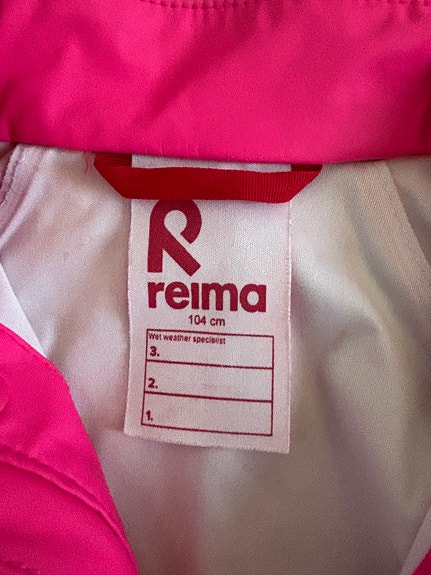 reima
104 cm
Wet weather specialist
3.
2.
1.